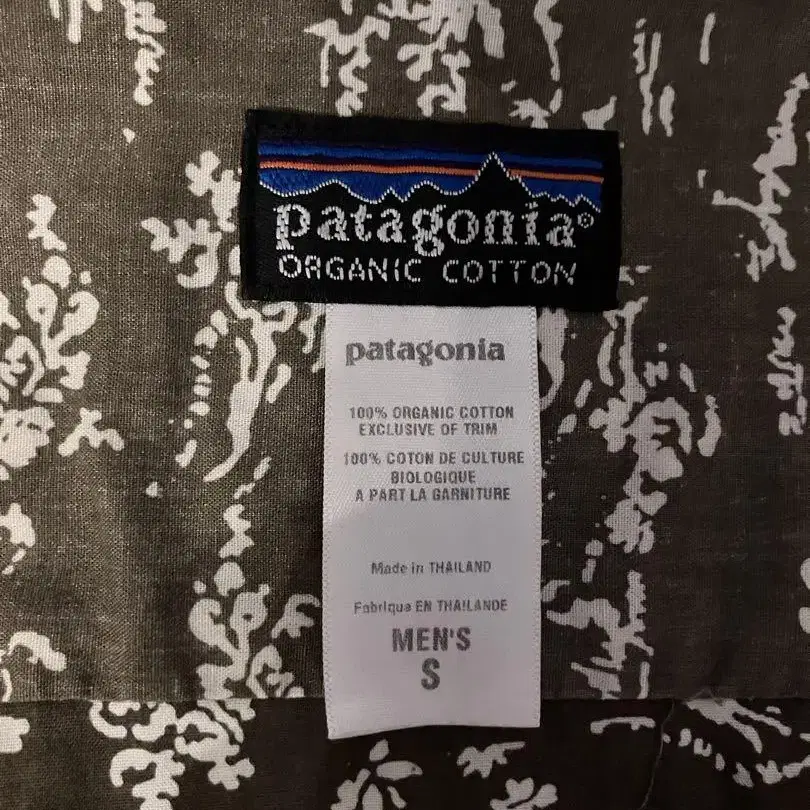 patagonia®
ORGANIC COTTON
patagonia
100% ORGANIC COTTON
EXCLUSIVE OF TRIM
100% COTON DE CULTURE
BIOLOGIQUE
A PART LA GARNITURE
Made in THAILAND
Fabriqua EN THAILANDE
MEN'S
S